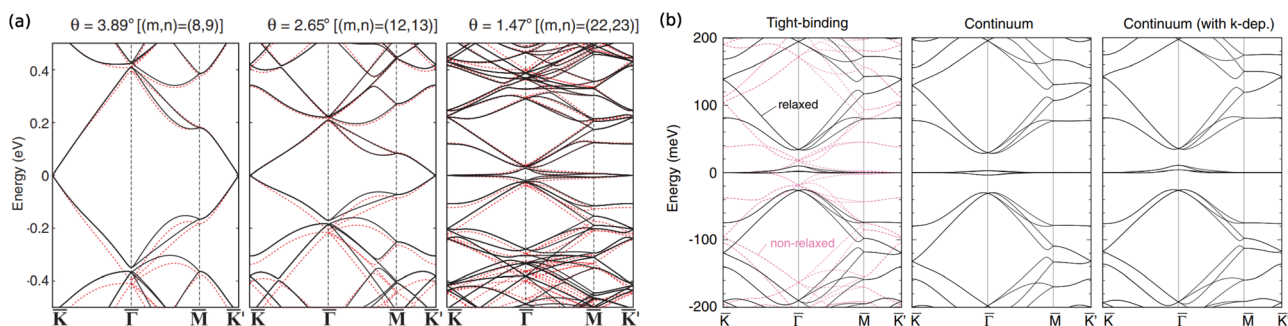 (a)
θ = 3.89° [(m,n)=(8,9)]
θ = 2.65° [(m,n)=(12,13)]
θ = 1.47° [(m,n)=(22,23)]
Energy (eV)
0.4
0.2
0
-0.2
-0.4
K̅ Γ̅ M̅ K̅'
K̅ Γ̅ M̅ K̅'
K̅ Γ̅ M̅ K̅'
(b)
Tight-binding
Continuum
Continuum (with k-dep.)
Energy (meV)
200
100
0
-100
-200
relaxed
non-relaxed
K̅ Γ̅ M̅ K̅'
K̅ Γ̅ M̅ K̅'
K̅ Γ̅ M̅ K̅'